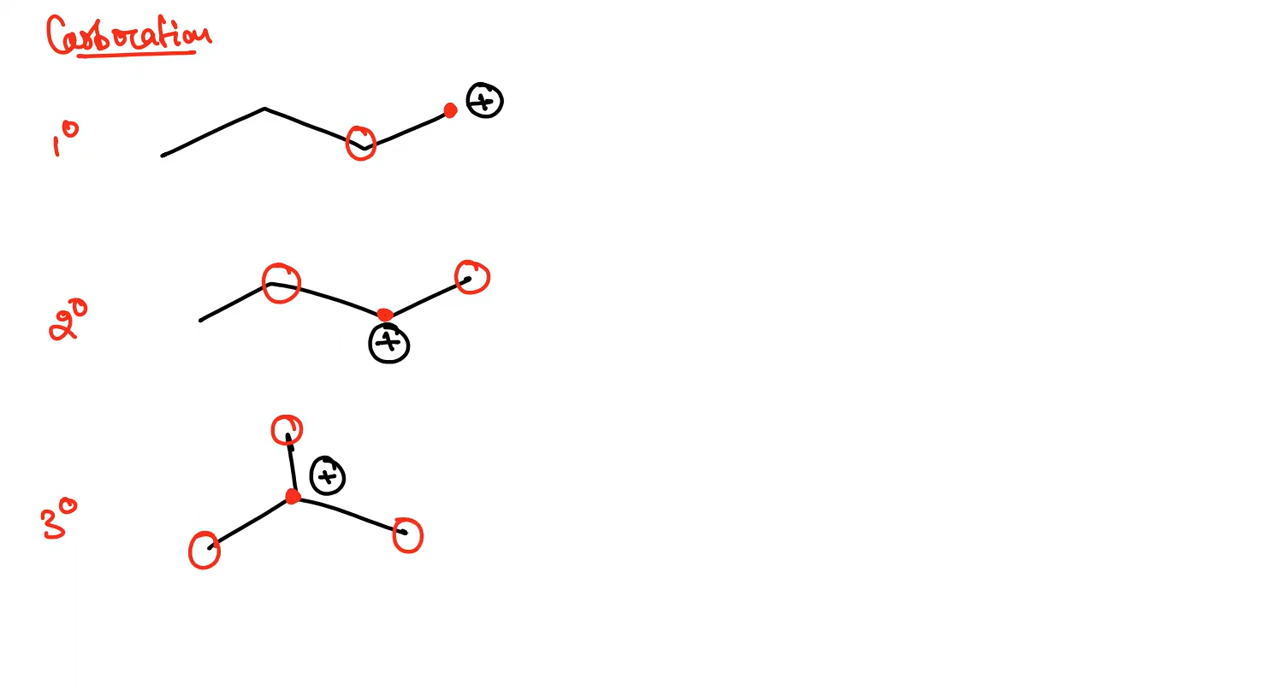 Carbocation
1° +
2° +
3° +